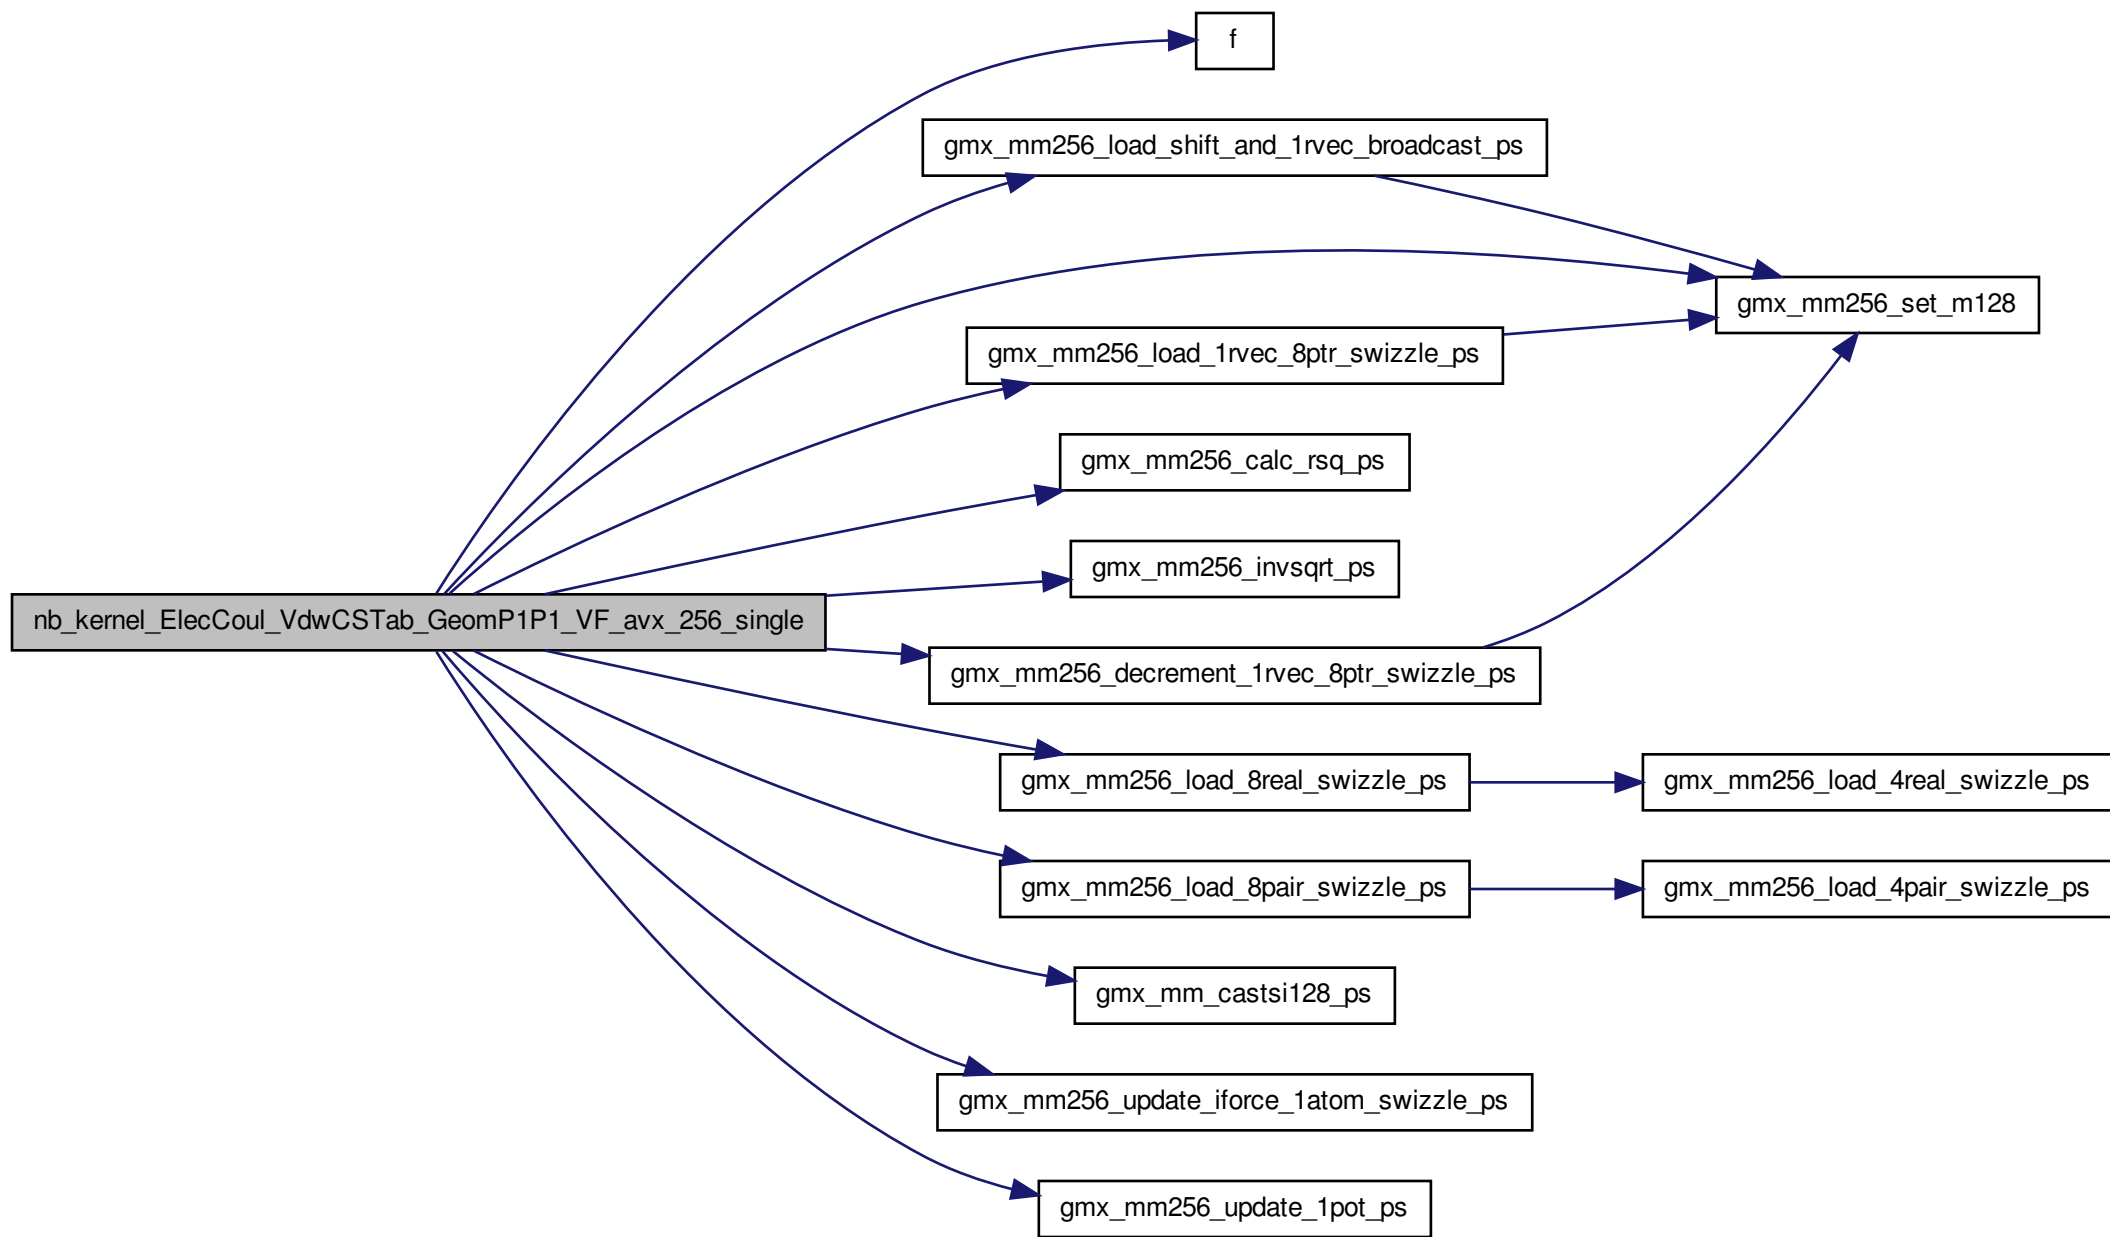 f
gmx_mm256_load_shift_and_1rvec_broadcast_ps
gmx_mm256_set_m128
gmx_mm256_load_1rvec_8ptr_swizzle_ps
gmx_mm256_calc_rsq_ps
gmx_mm256_invsqrt_ps
nb_kernel_ElecCoul_VdwCSTab_GeomP1P1_VF_avx_256_single
gmx_mm256_decrement_1rvec_8ptr_swizzle_ps
gmx_mm256_load_8real_swizzle_ps
gmx_mm256_load_4real_swizzle_ps
gmx_mm256_load_8pair_swizzle_ps
gmx_mm256_load_4pair_swizzle_ps
gmx_mm_castsi128_ps
gmx_mm256_update_iforce_1atom_swizzle_ps
gmx_mm256_update_1pot_ps